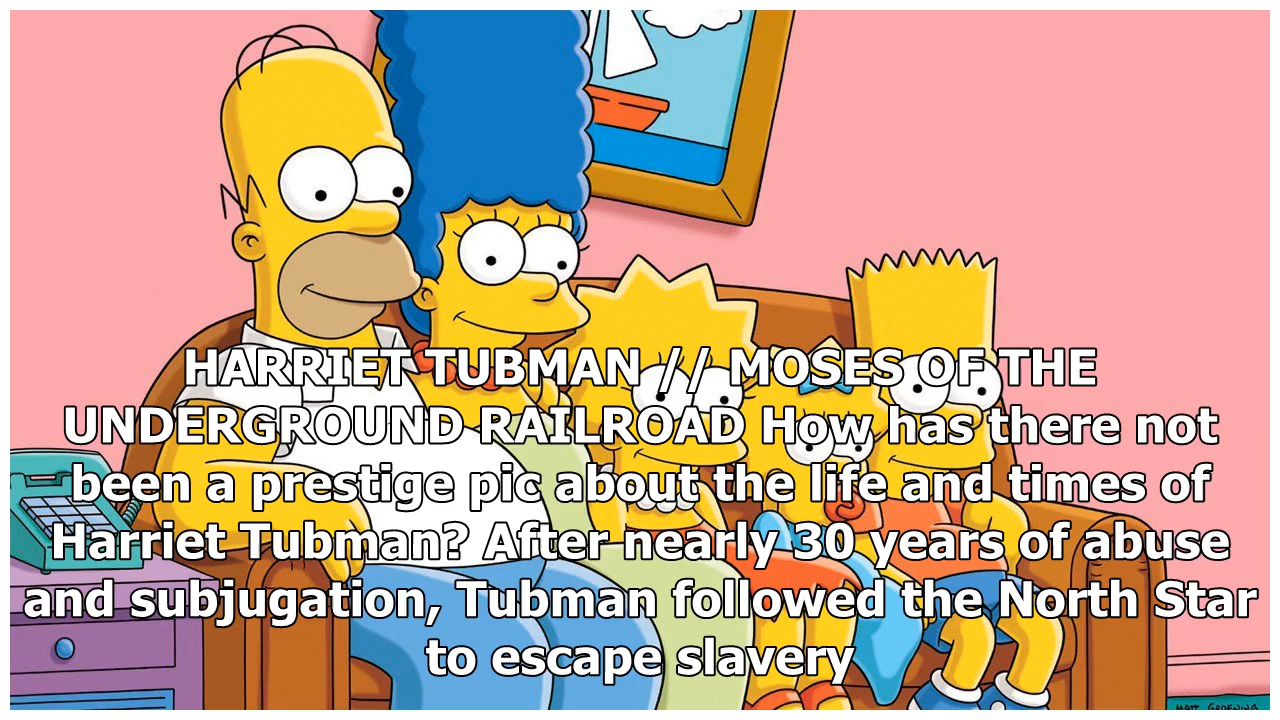 HARRIET TUBMAN // MOSES OF THE
UNDERGROUND RAILROAD How has there not
been a prestige pic about the life and times of
Harriet Tubman? After nearly 30 years of abuse
and subjugation, Tubman followed the North Star
to escape slavery
MATT GROENING